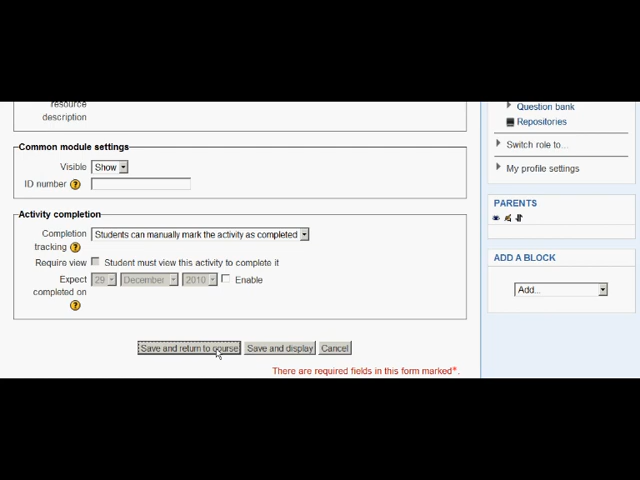 resource
description
Common module settings
Visible Show
ID number
Activity completion
Completion tracking Students can manually mark the activity as completed
Require view Student must view this activity to complete it
Expect completed on 29 December 2010 Enable
Save and return to course Save and display Cancel
There are required fields in this form marked*.
Question bank
Repositories
Switch role to...
My profile settings
PARENTS
ADD A BLOCK
Add...